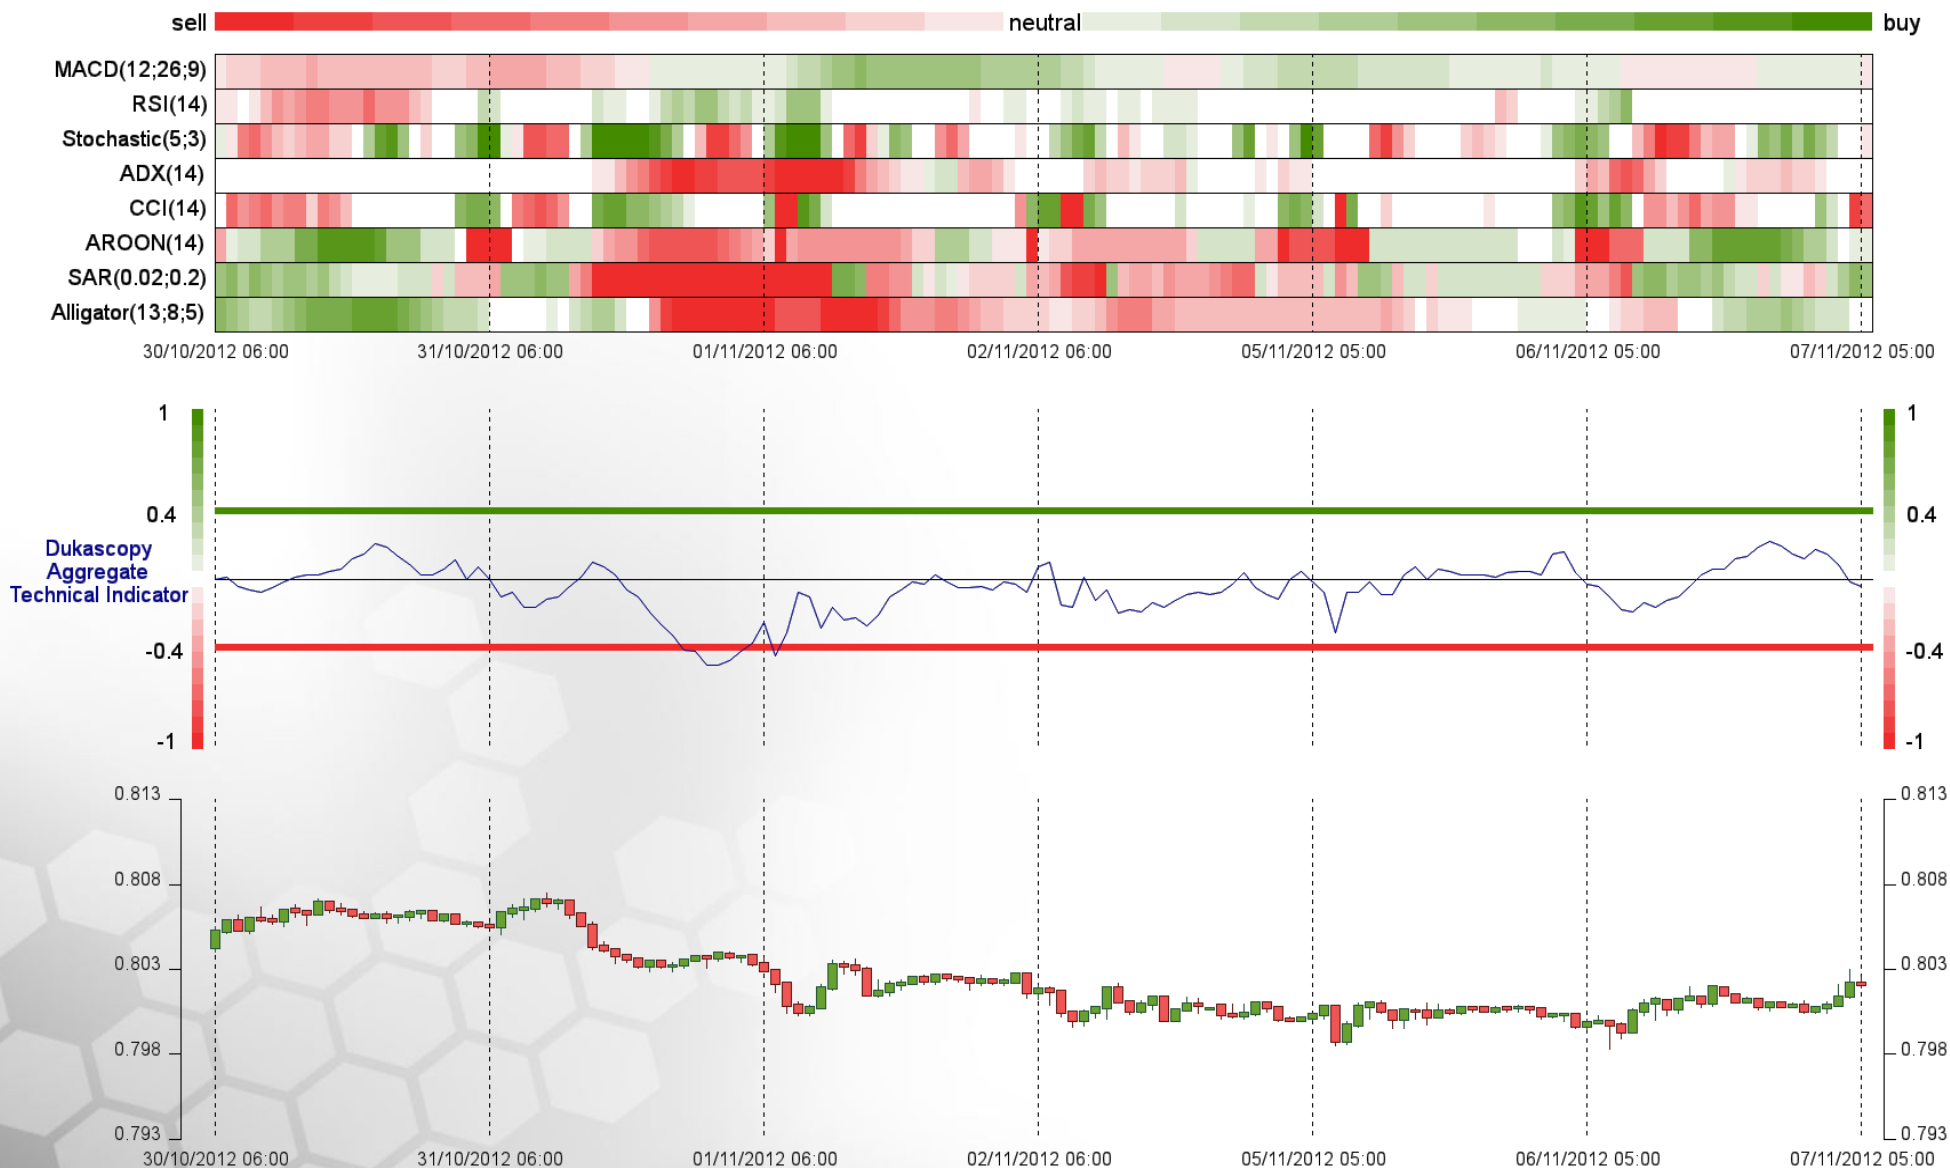 sell neutral buy
MACD(12;26;9)
RSI(14)
Stochastic(5;3)
ADX(14)
CCI(14)
AROON(14)
SAR(0.02;0.2)
Alligator(13;8;5)
30/10/2012 06:00 31/10/2012 06:00 01/11/2012 06:00 02/11/2012 06:00 05/11/2012 05:00 06/11/2012 05:00 07/11/2012 05:00
1 1
0.4 0.4
Dukascopy
Aggregate
Technical Indicator
-0.4 -0.4
-1 -1
0.813 0.813
0.808 0.808
0.803 0.803
0.798 0.798
0.793 0.793
30/10/2012 06:00 31/10/2012 06:00 01/11/2012 06:00 02/11/2012 06:00 05/11/2012 05:00 06/11/2012 05:00 07/11/2012 05:00